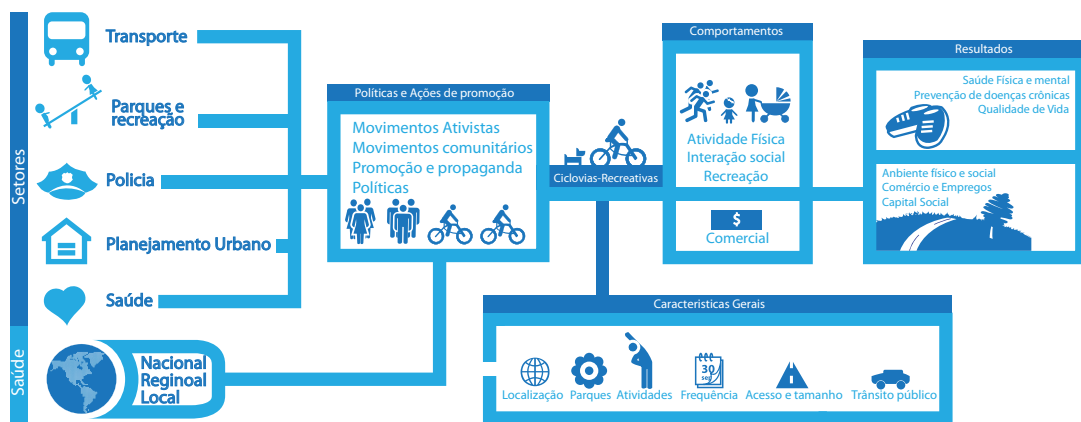 Setores
Transporte
Parques e
recreação
Policia
Planejamento Urbano
Saúde
Saúde
Nacional
Reginoal
Local
Políticas e Ações de promoção
Movimentos Ativistas
Movimentos comunitários
Promoção e propaganda
Políticas
Ciclovias-Recreativas
Comportamentos
Atividade Física
Interação social
Recreação
$
Comercial
Resultados
Saúde Física e mental
Prevenção de doenças crônicas
Qualidade de Vida
Ambiente físico e social
Comércio e Empregos
Capital Social
Caracteristicas Gerais
30
seg
Localização
Parques
Atividades
Frequência
Acesso e tamanho
Trânsito público